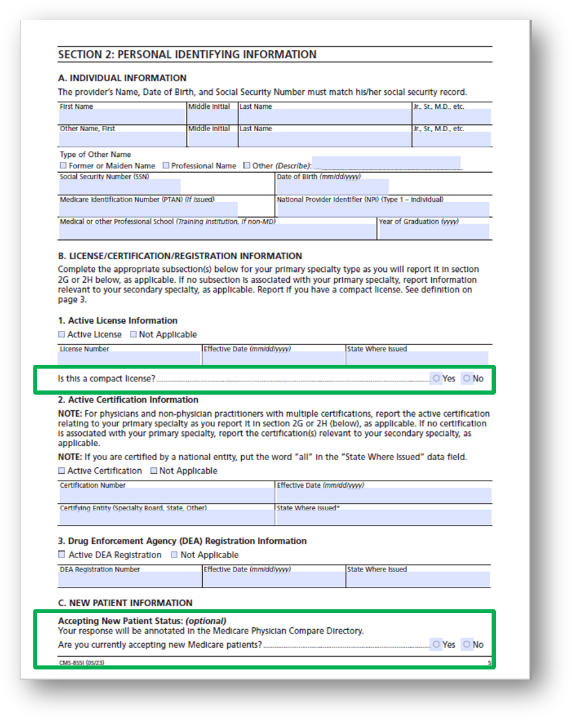 SECTION 2: PERSONAL IDENTIFYING INFORMATION
A. INDIVIDUAL INFORMATION
The provider's Name, Date of Birth, and Social Security Number must match his/her social security record.
First Name Middle Initial Last Name Jr., Sr., M.D., etc.
Other Name, First Middle Initial Last Name Jr., Sr., M.D., etc.
Type of Other Name
Former or Maiden Name Professional Name Other (Describe):
Social Security Number (SSN) Date of Birth (mm/dd/yyyy)
Medicare Identification Number (PTAN) (if issued) National Provider Identifier (NPI) (Type 1 – Individual)
Medical or other Professional School (Training Institution, if non-MD) Year of Graduation (yyyy)
B. LICENSE/CERTIFICATION/REGISTRATION INFORMATION
Complete the appropriate subsection(s) below for your primary specialty type as you will report it in section
2G or 2H below, as applicable. If no subsection is associated with your primary specialty, report information
relevant to your secondary specialty, as applicable. Report if you have a compact license. See definition on
page 3.
1. Active License Information
Active License Not Applicable
License Number Effective Date (mm/dd/yyyy) State Where Issued
Is this a compact license? Yes No
2. Active Certification Information
NOTE: For physicians and non-physician practitioners with multiple certifications, report the active certification
relating to your primary specialty as you report it in section 2G or 2H (below), as applicable. If no certification
is associated with your primary specialty, report the certification(s) relevant to your secondary specialty, as
applicable.
NOTE: If you are certified by a national entity, put the word "all" in the "State Where Issued" data field.
Active Certification Not Applicable
Certification Number Effective Date (mm/dd/yyyy)
Certifying Entity (Specialty Board, State, Other) State Where Issued*
3. Drug Enforcement Agency (DEA) Registration Information
Active DEA Registration Not Applicable
DEA Registration Number Effective Date (mm/dd/yyyy) State Where Issued
C. NEW PATIENT INFORMATION
Accepting New Patient Status: (optional)
Your response will be annotated in the Medicare Physician Compare Directory.
Are you currently accepting new Medicare patients? Yes No
CMS-855I (05/23) 5